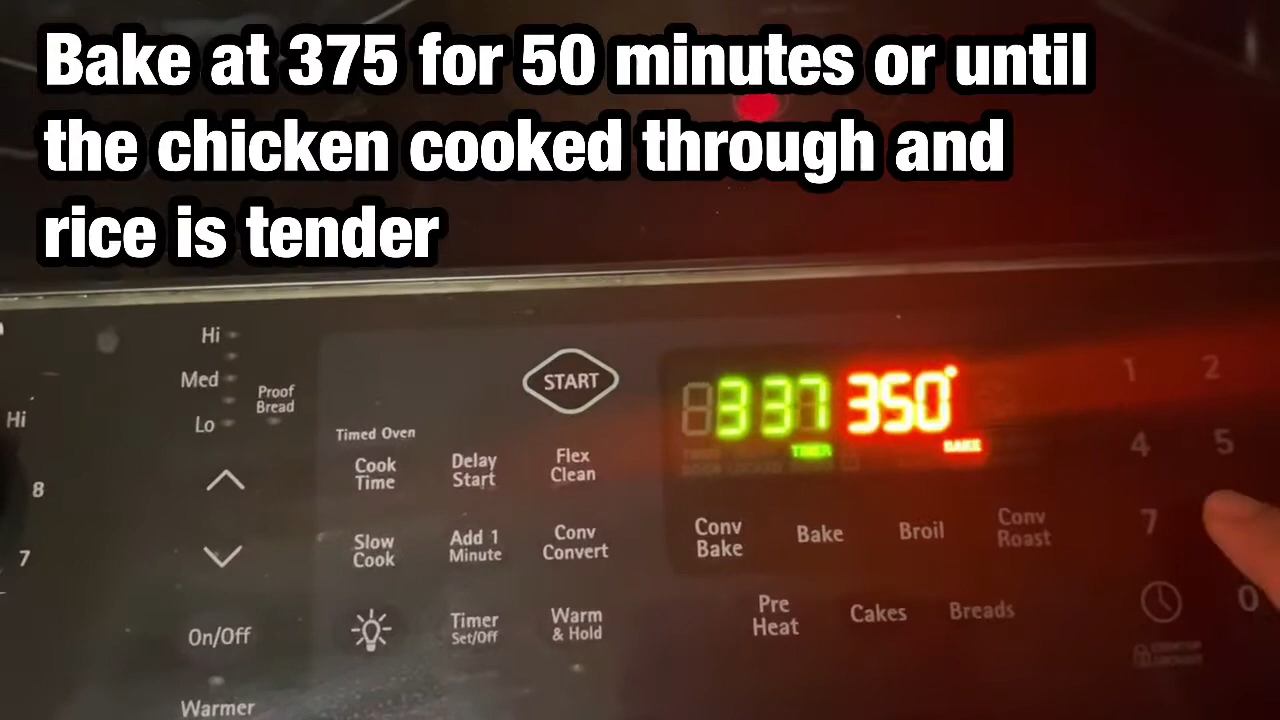 Bake at 375 for 50 minutes or until
the chicken cooked through and
rice is tender
Hi
Med
Lo
Proof
Bread
Hi
8
7
On/Off
Warmer
START
Timed Oven
Cook
Time
Delay
Start
Flex
Clean
Slow
Cook
Add 1
Minute
Conv
Convert
Timer
Set/Off
Warm
& Hold
337
TIMER
350°
BAKE
Conv
Bake
Bake
Broil
Conv
Roast
Pre
Heat
Cakes
Breads
1
2
4
5
7
0